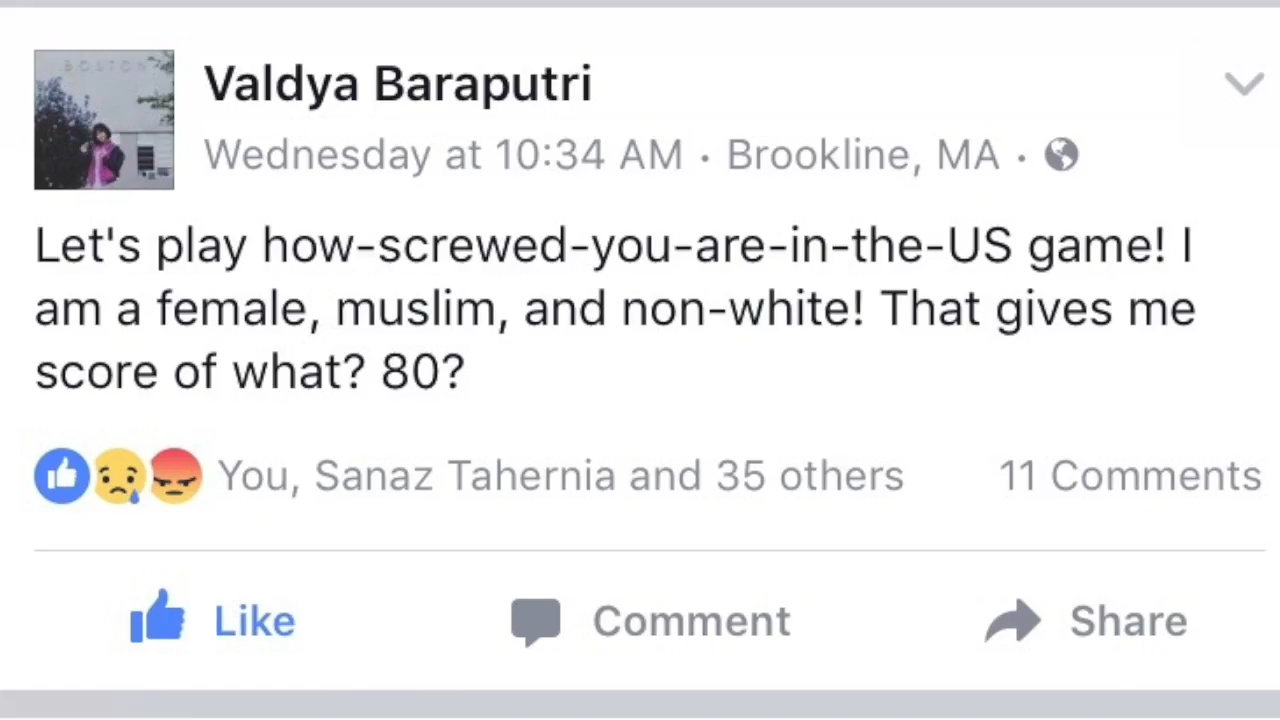 BOSTON
Valdya Baraputri
Wednesday at 10:34 AM · Brookline, MA ·
Let's play how-screwed-you-are-in-the-US game! I
am a female, muslim, and non-white! That gives me
score of what? 80?
You, Sanaz Tahernia and 35 others 11 Comments
Like Comment Share